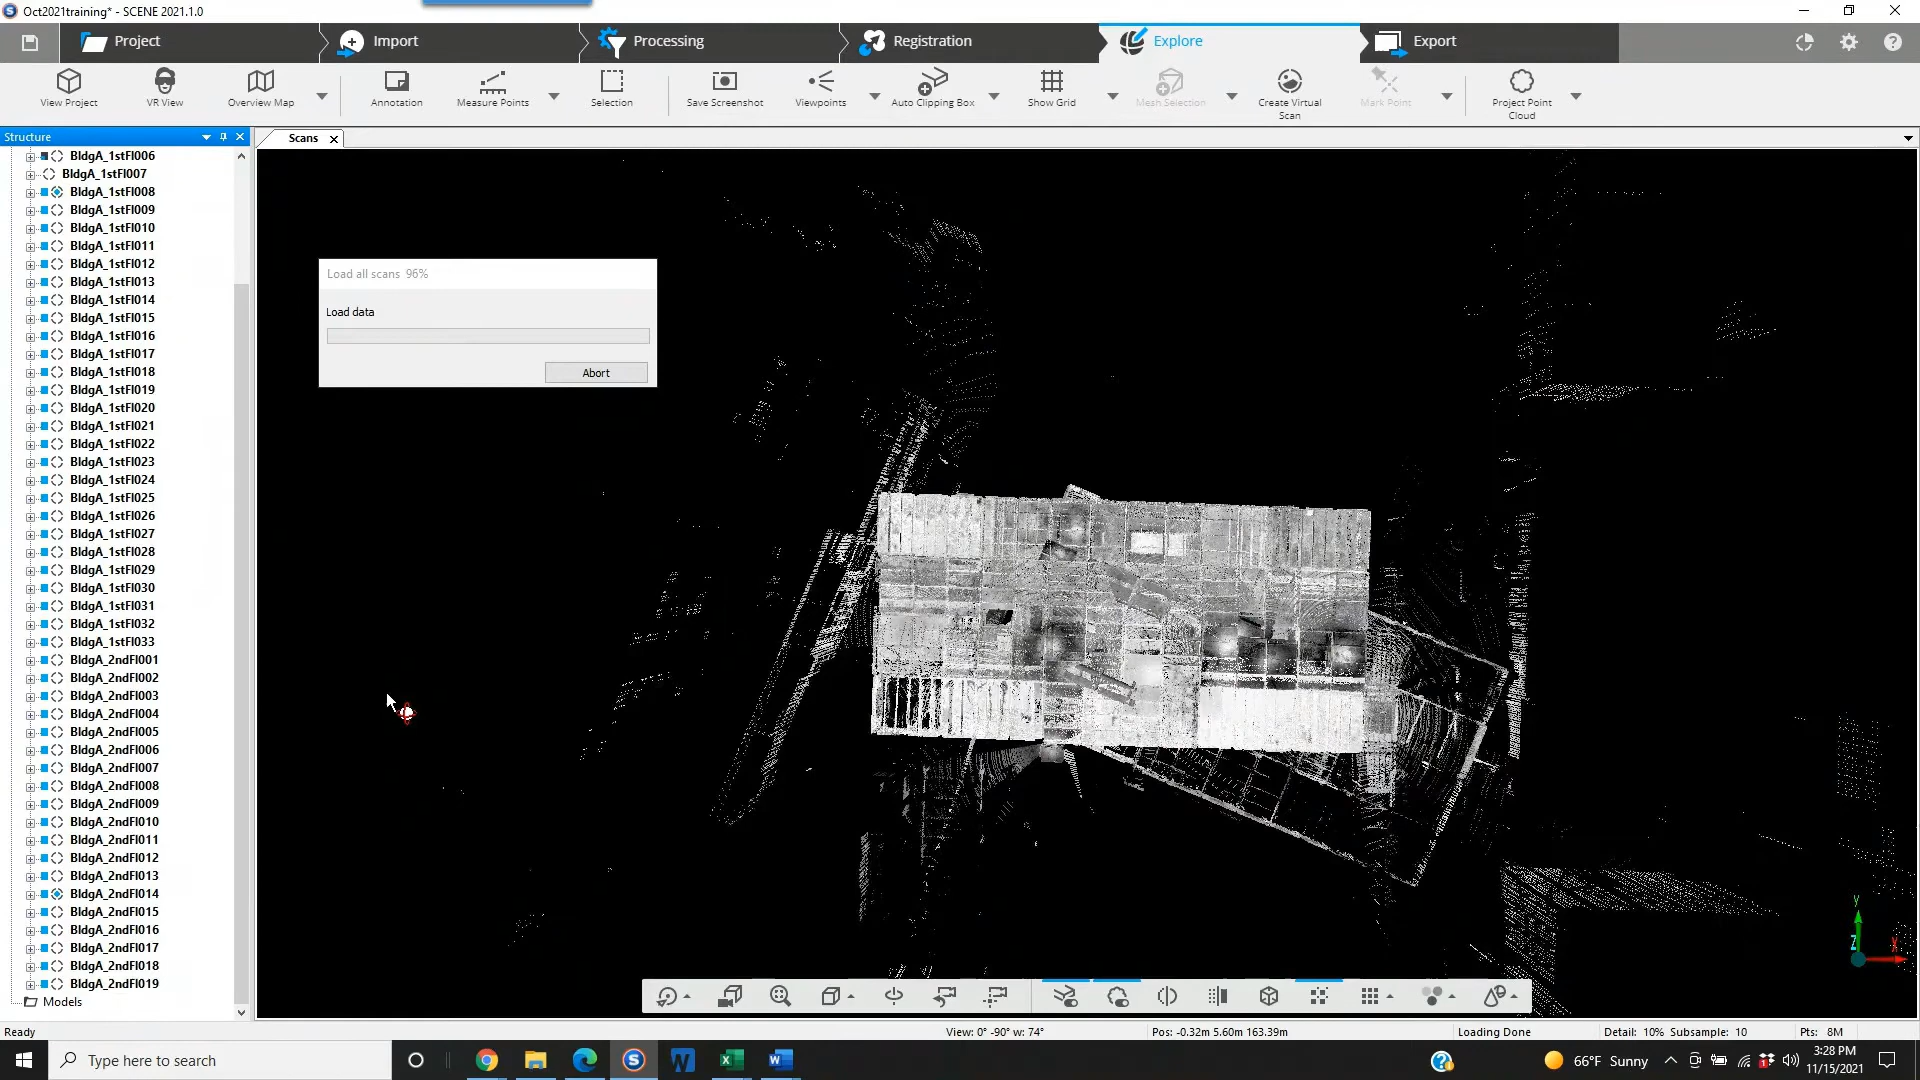 Oct2021training* - SCENE 2021.1.0
Project
Import
Processing
Registration
Explore
Export
View Project
VR View
Overview Map
Annotation
Measure Points
Selection
Save Screenshot
Viewpoints
Auto Clipping Box
Show Grid
Mesh Selection
Create Virtual
Scan
Mark Point
Project Point
Cloud
Structure
Scans
BldgA_1stFl006
BldgA_1stFl007
BldgA_1stFl008
BldgA_1stFl009
BldgA_1stFl010
BldgA_1stFl011
BldgA_1stFl012
BldgA_1stFl013
BldgA_1stFl014
BldgA_1stFl015
BldgA_1stFl016
BldgA_1stFl017
BldgA_1stFl018
BldgA_1stFl019
BldgA_1stFl020
BldgA_1stFl021
BldgA_1stFl022
BldgA_1stFl023
BldgA_1stFl024
BldgA_1stFl025
BldgA_1stFl026
BldgA_1stFl027
BldgA_1stFl028
BldgA_1stFl029
BldgA_1stFl030
BldgA_1stFl031
BldgA_1stFl032
BldgA_1stFl033
BldgA_2ndFl001
BldgA_2ndFl002
BldgA_2ndFl003
BldgA_2ndFl004
BldgA_2ndFl005
BldgA_2ndFl006
BldgA_2ndFl007
BldgA_2ndFl008
BldgA_2ndFl009
BldgA_2ndFl010
BldgA_2ndFl011
BldgA_2ndFl012
BldgA_2ndFl013
BldgA_2ndFl014
BldgA_2ndFl015
BldgA_2ndFl016
BldgA_2ndFl017
BldgA_2ndFl018
BldgA_2ndFl019
Models
Load all scans 96%
Load data
Abort
y
Z
X
Ready
View: 0° -90° w: 74°
Pos: -0.32m 5.60m 163.39m
Loading Done
Detail: 10% Subsample: 10
Pts: 8M
Type here to search
66°F Sunny
3:28 PM
11/15/2021